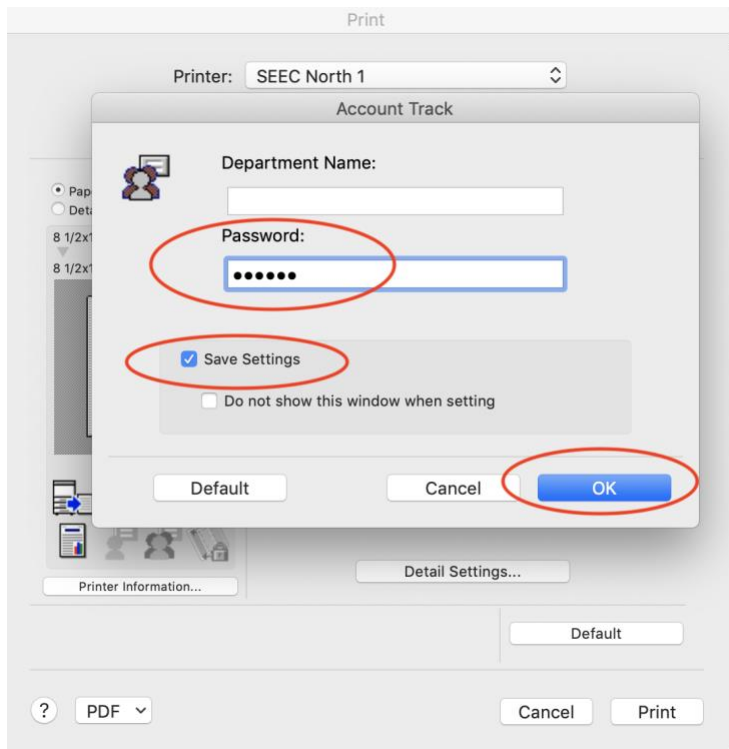 Print
Printer: SEEC North 1
Account Track
Department Name:
Password:
••••••
Save Settings
Do not show this window when setting
Default Cancel OK
8 1/2x1
8 1/2x1
Printer Information...
Detail Settings...
Default
? PDF Cancel Print